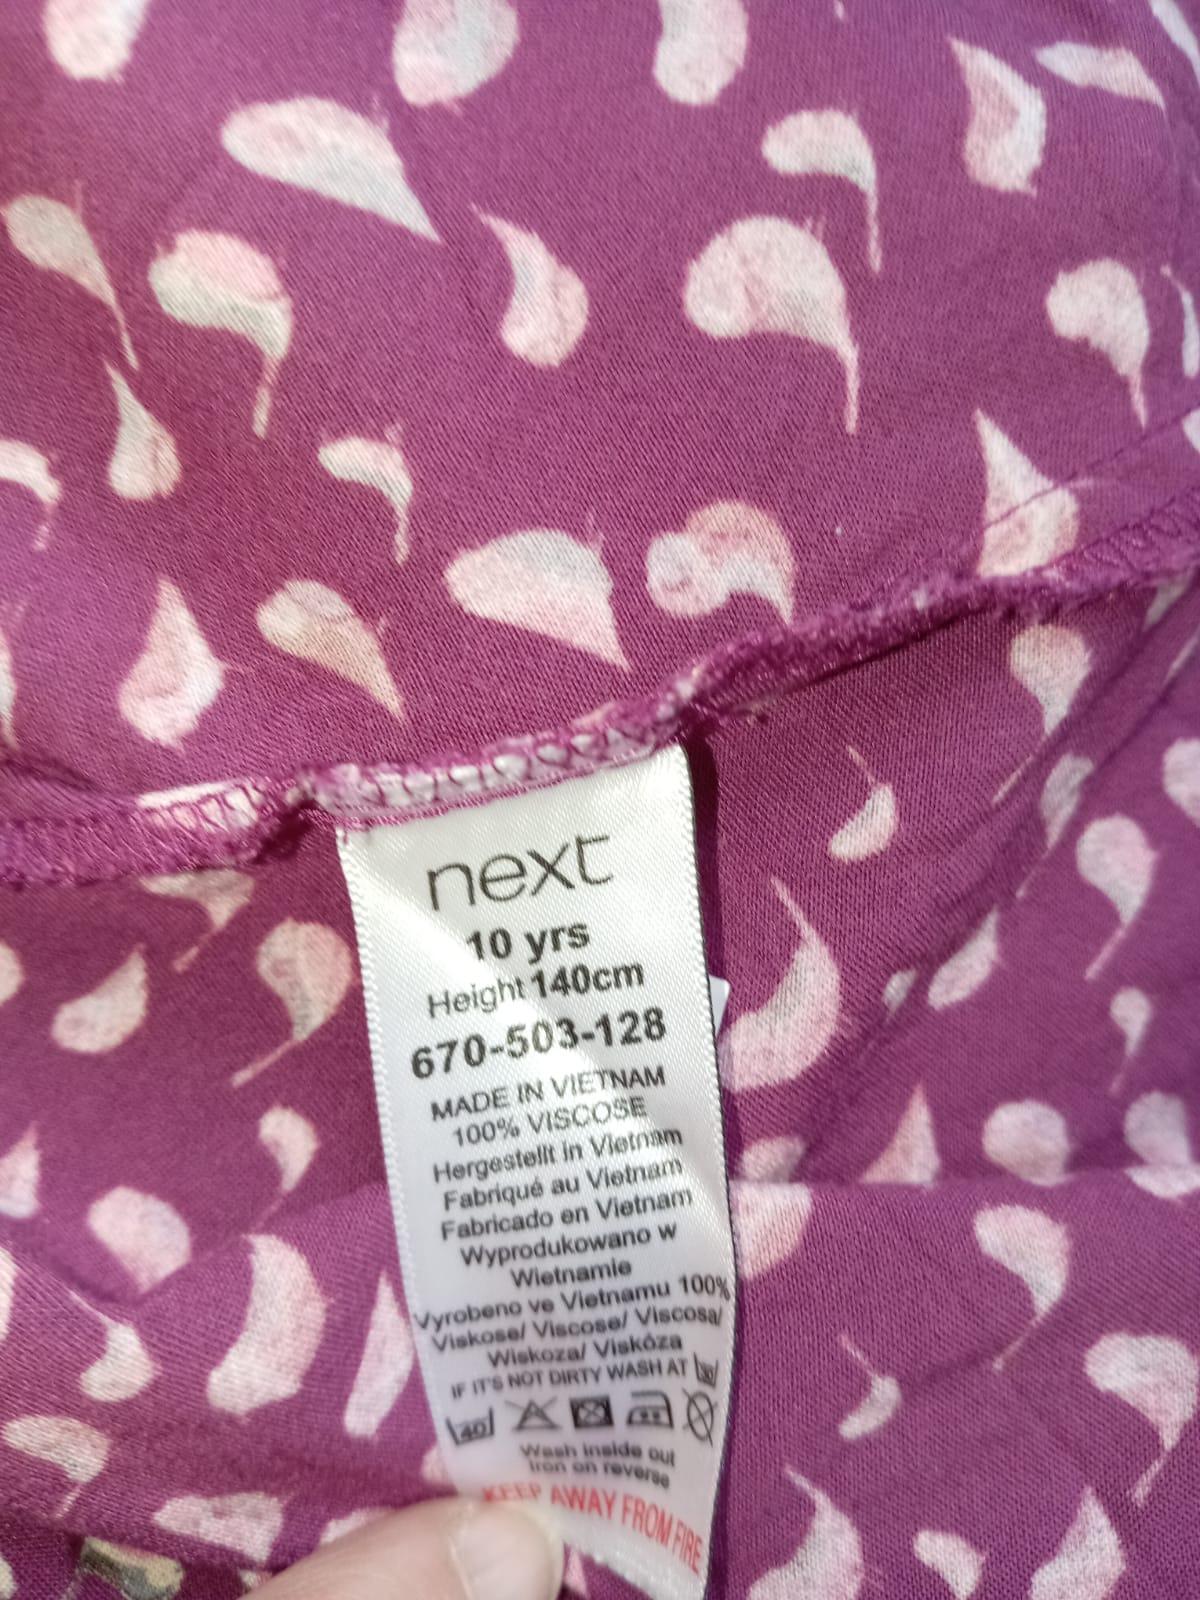 next
10 yrs
Height 140cm
670-503-128
MADE IN VIETNAM
100% VISCOSE
Hergestellt in Vietnam
Fabriqué au Vietnam
Fabricado en Vietnam
Wyprodukowano w
Wietnamie
Vyrobeno ve Vietnamu 100%
Viskose/ Viscose/ Viscosa/
Wiskoza/ Viskóza
IF IT'S NOT DIRTY WASH AT 30
40
Wash inside out
Iron on reverse
KEEP AWAY FROM FIRE